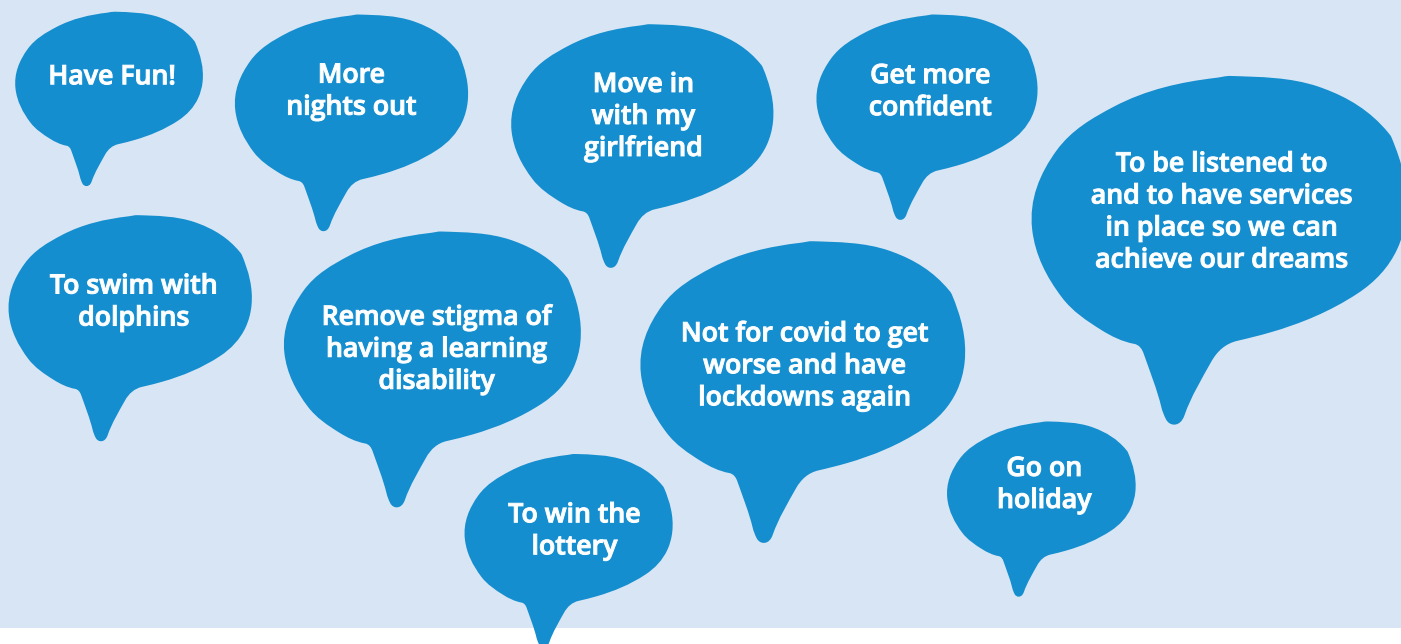 Have Fun!
More
nights out
Move in
with my
girlfriend
Get more
confident
To be listened to
and to have services
in place so we can
achieve our dreams
To swim with
dolphins
Remove stigma of
having a learning
disability
Not for covid to get
worse and have
lockdowns again
To win the
lottery
Go on
holiday